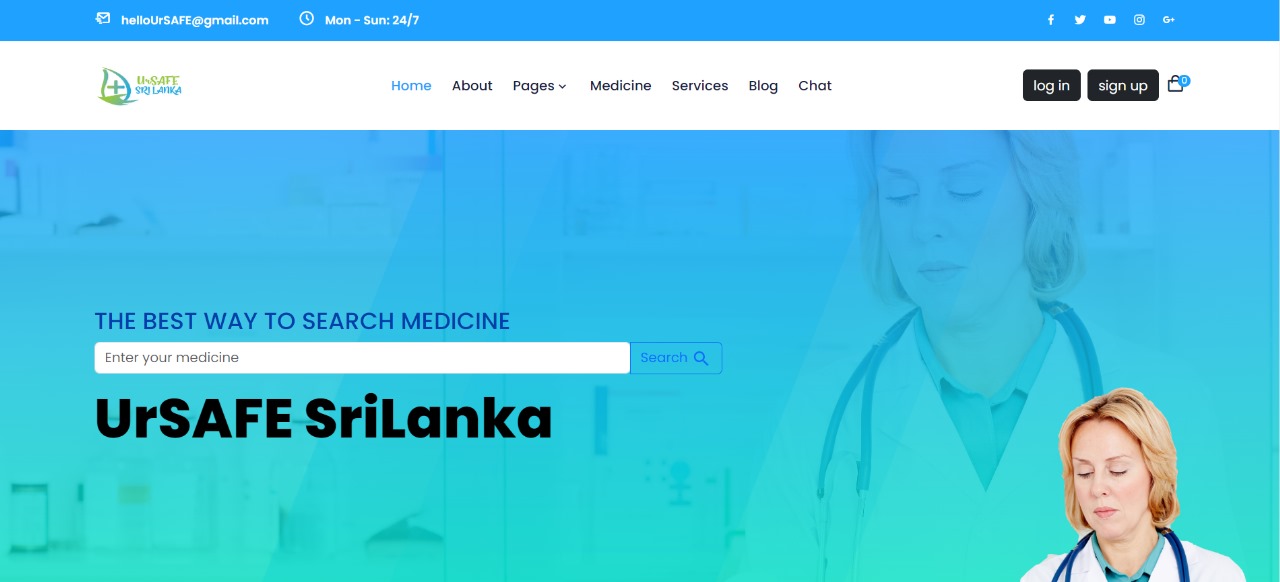 helloUrSAFE@gmail.com Mon - Sun: 24/7
UrSAFE
SRI LANKA
Home About Pages Medicine Services Blog Chat
log in sign up 0
THE BEST WAY TO SEARCH MEDICINE
Enter your medicine Search
UrSAFE SriLanka